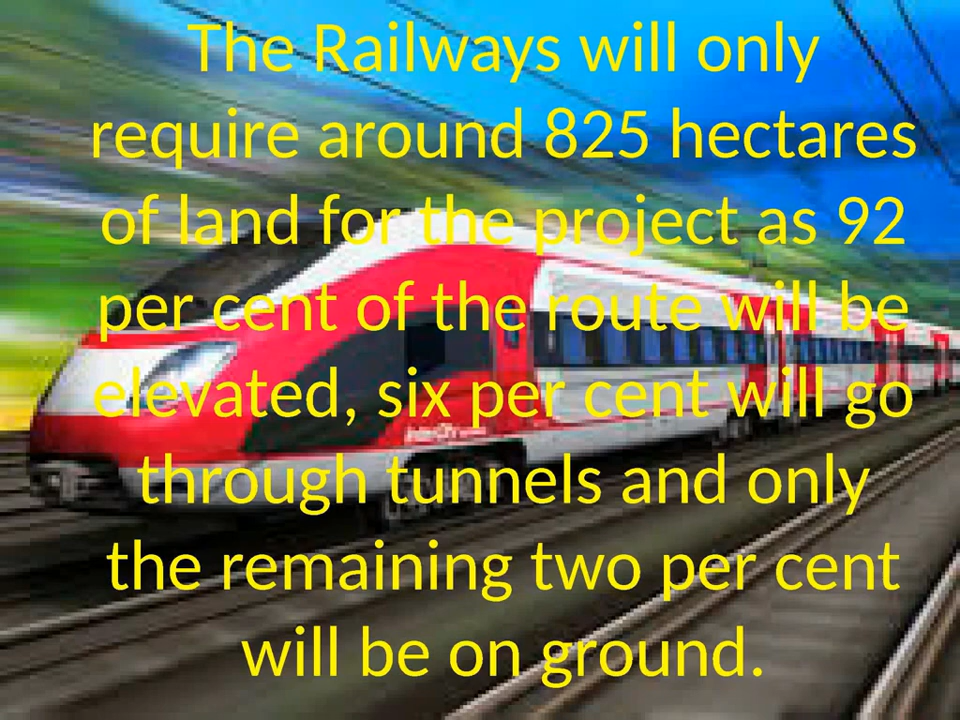 The Railways will only
require around 825 hectares
of land for the project as 92
per cent of the route will be
elevated, six per cent will go
through tunnels and only
the remaining two per cent
will be on ground.